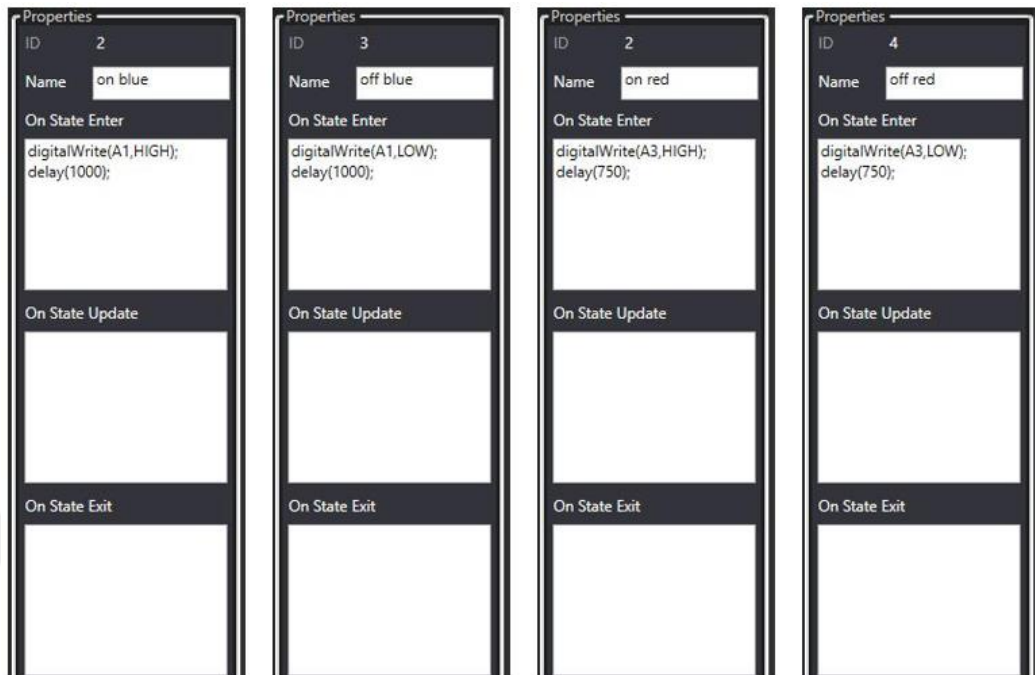 Properties
ID 2
Name on blue
On State Enter
digitalWrite(A1,HIGH);
delay(1000);
On State Update
On State Exit
Properties
ID 3
Name off blue
On State Enter
digitalWrite(A1,LOW);
delay(1000);
On State Update
On State Exit
Properties
ID 2
Name on red
On State Enter
digitalWrite(A3,HIGH);
delay(750);
On State Update
On State Exit
Properties
ID 4
Name off red
On State Enter
digitalWrite(A3,LOW);
delay(750);
On State Update
On State Exit